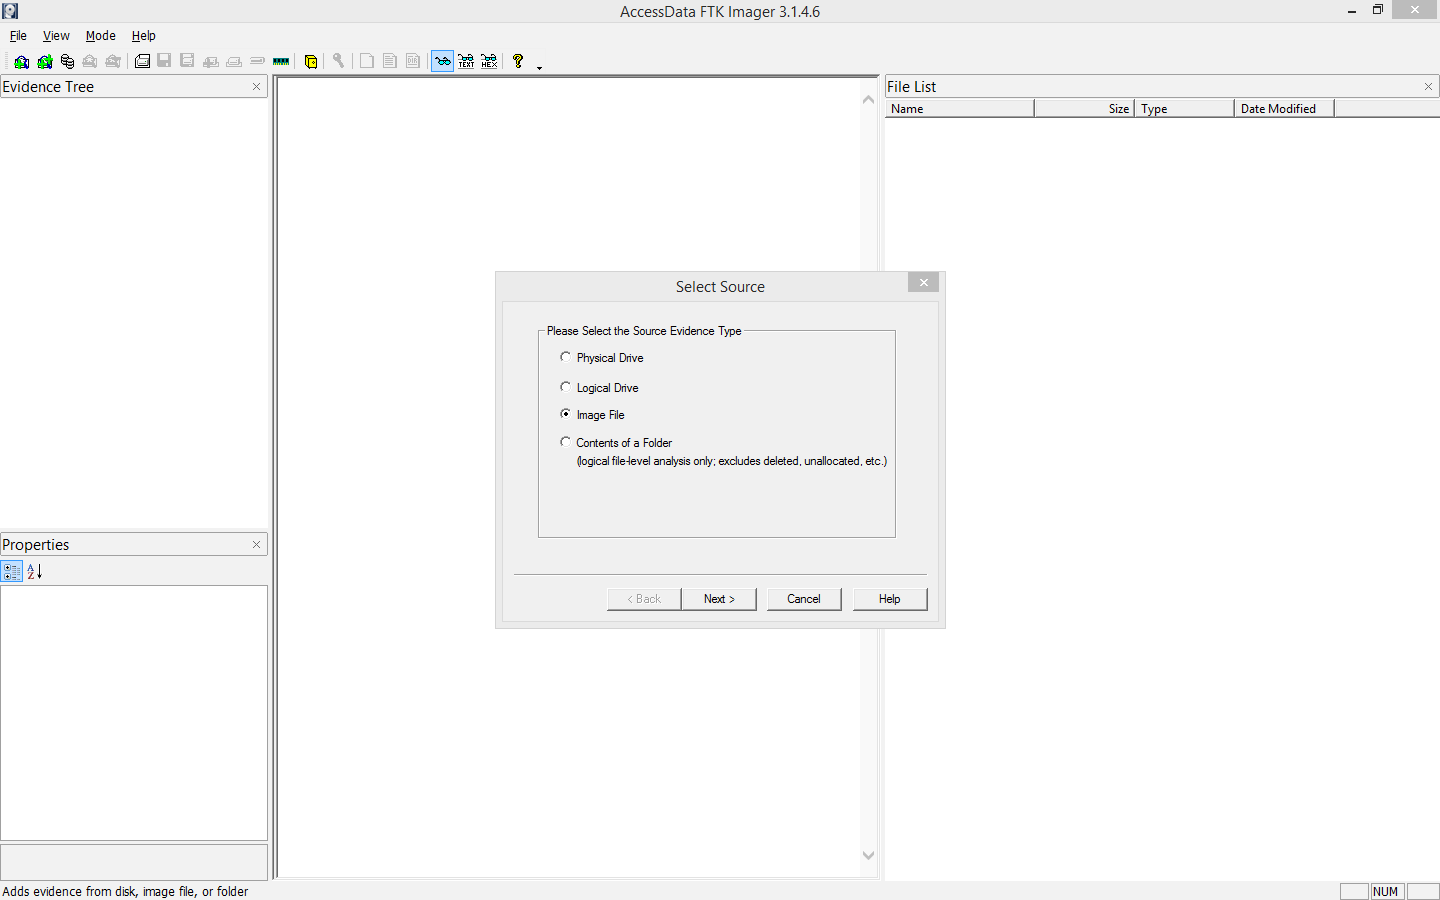 AccessData FTK Imager 3.1.4.6
File View Mode Help
TEXT HEX
Evidence Tree
File List
Name Size Type Date Modified
Select Source
Please Select the Source Evidence Type
Physical Drive
Logical Drive
Image File
Contents of a Folder
(logical file-level analysis only; excludes deleted, unallocated, etc.)
< Back Next > Cancel Help
Properties
A
Z
Adds evidence from disk, image file, or folder
NUM